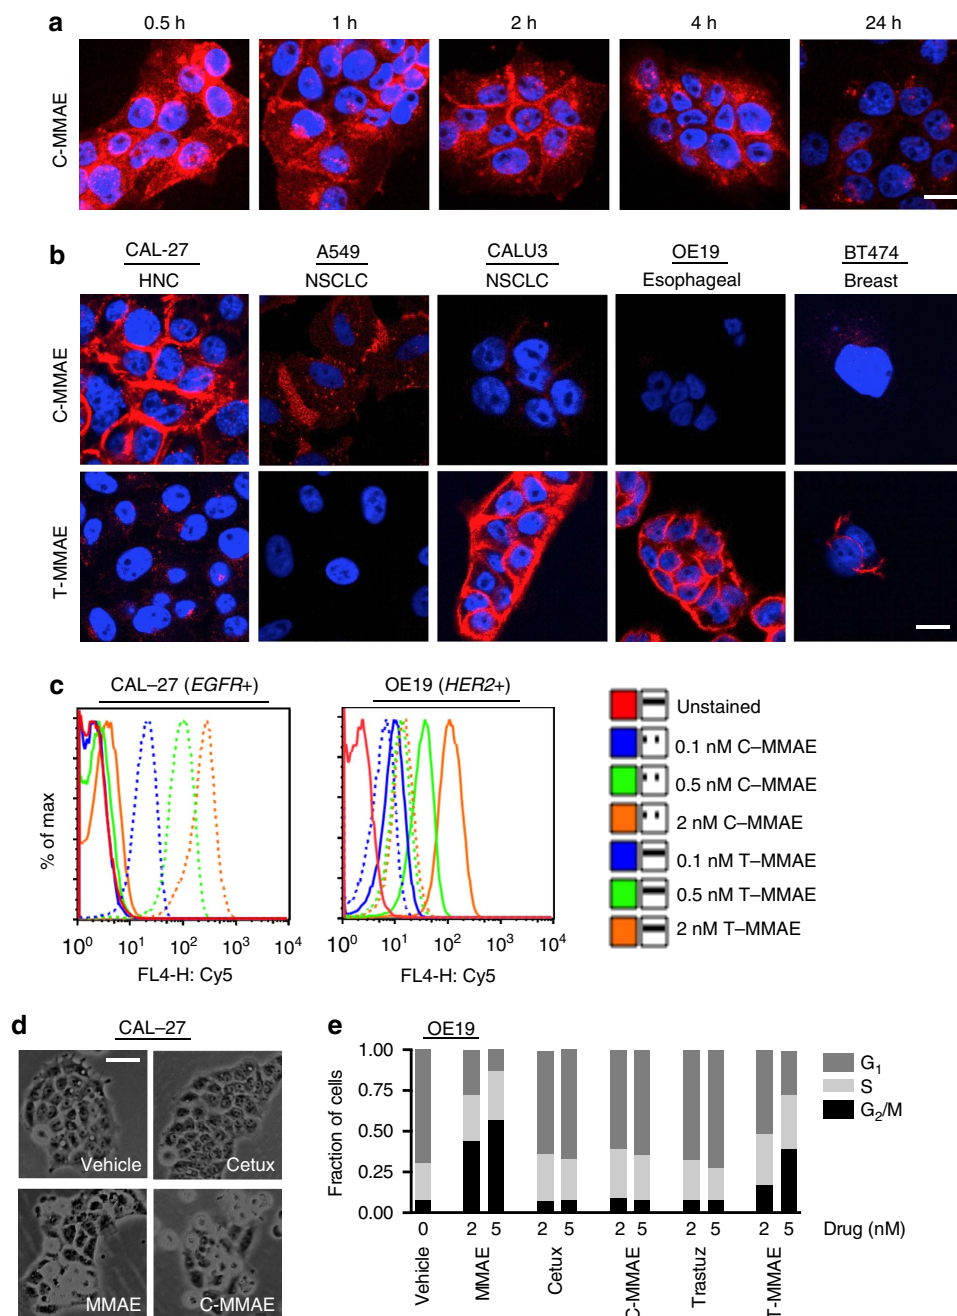 a
0.5 h 1 h 2 h 4 h 24 h
C-MMAE
b
CAL-27 A549 CALU3 OE19 BT474
HNC NSCLC NSCLC Esophageal Breast
C-MMAE
T-MMAE
c
CAL–27 (EGFR+) OE19 (HER2+)
% of max
10⁰ 10¹ 10² 10³ 10⁴ 10⁰ 10¹ 10² 10³ 10⁴
FL4-H: Cy5 FL4-H: Cy5
Unstained
0.1 nM C–MMAE
0.5 nM C–MMAE
2 nM C–MMAE
0.1 nM T–MMAE
0.5 nM T–MMAE
2 nM T–MMAE
d
CAL–27
Vehicle Cetux
MMAE C-MMAE
e
OE19
Fraction of cells
1.00
0.75
0.50
0.25
0.00
G₁
S
G₂/M
0 2 5 2 5 2 5 2 5 2 5 Drug (nM)
Vehicle MMAE Cetux C-MMAE Trastuz T-MMAE